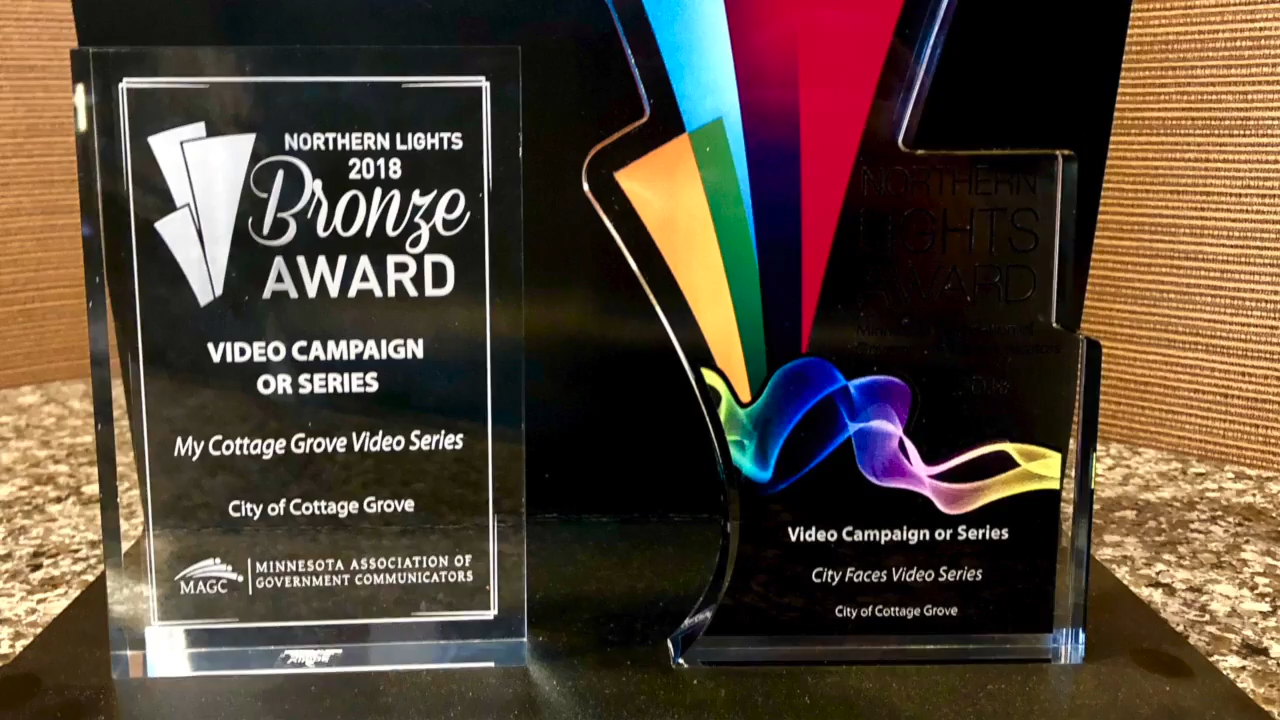 NORTHERN LIGHTS
2018
Bronze
AWARD
VIDEO CAMPAIGN
OR SERIES
My Cottage Grove Video Series
City of Cottage Grove
MAGC
MINNESOTA ASSOCIATION OF
GOVERNMENT COMMUNICATORS
NORTHERN
LIGHTS
AWARD
Video Campaign or Series
City Faces Video Series
City of Cottage Grove